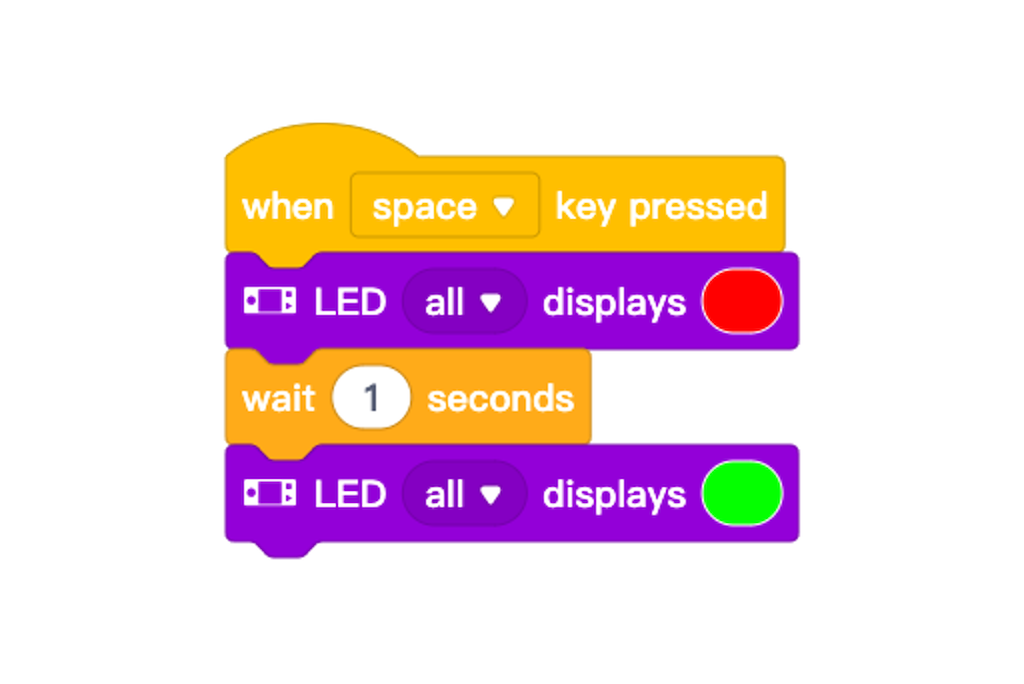 when space key pressed
LED all displays
wait 1 seconds
LED all displays